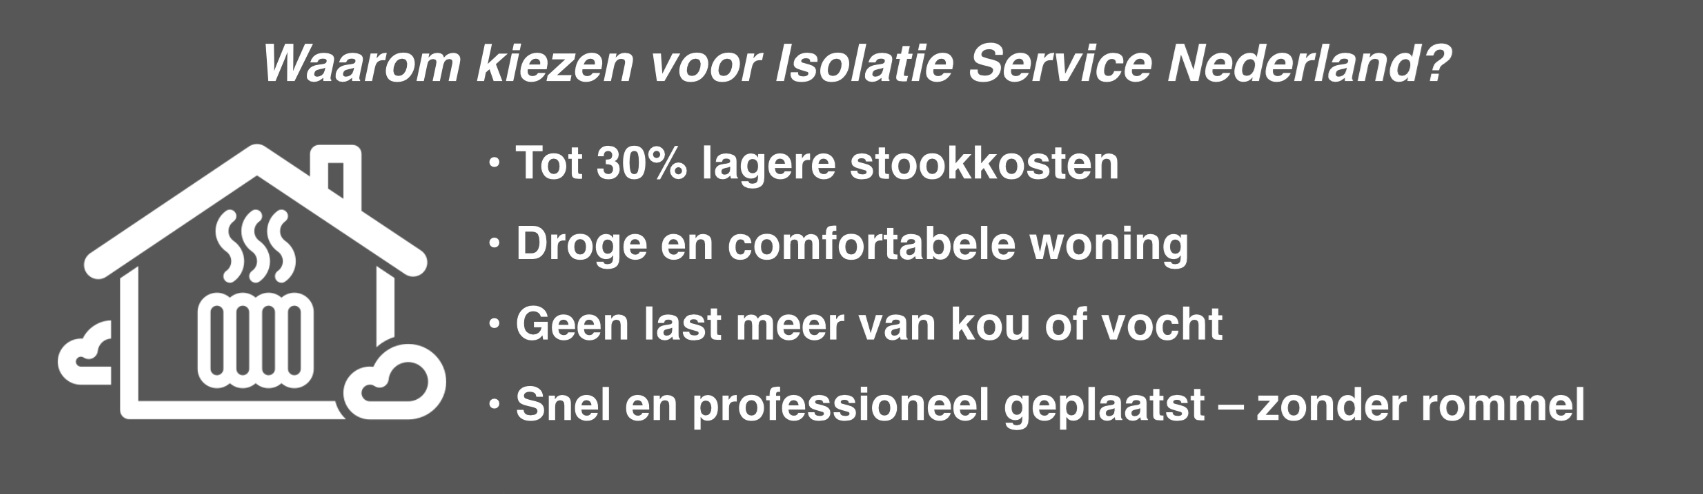 Waarom kiezen voor Isolatie Service Nederland?
• Tot 30% lagere stookkosten
• Droge en comfortabele woning
• Geen last meer van kou of vocht
• Snel en professioneel geplaatst – zonder rommel